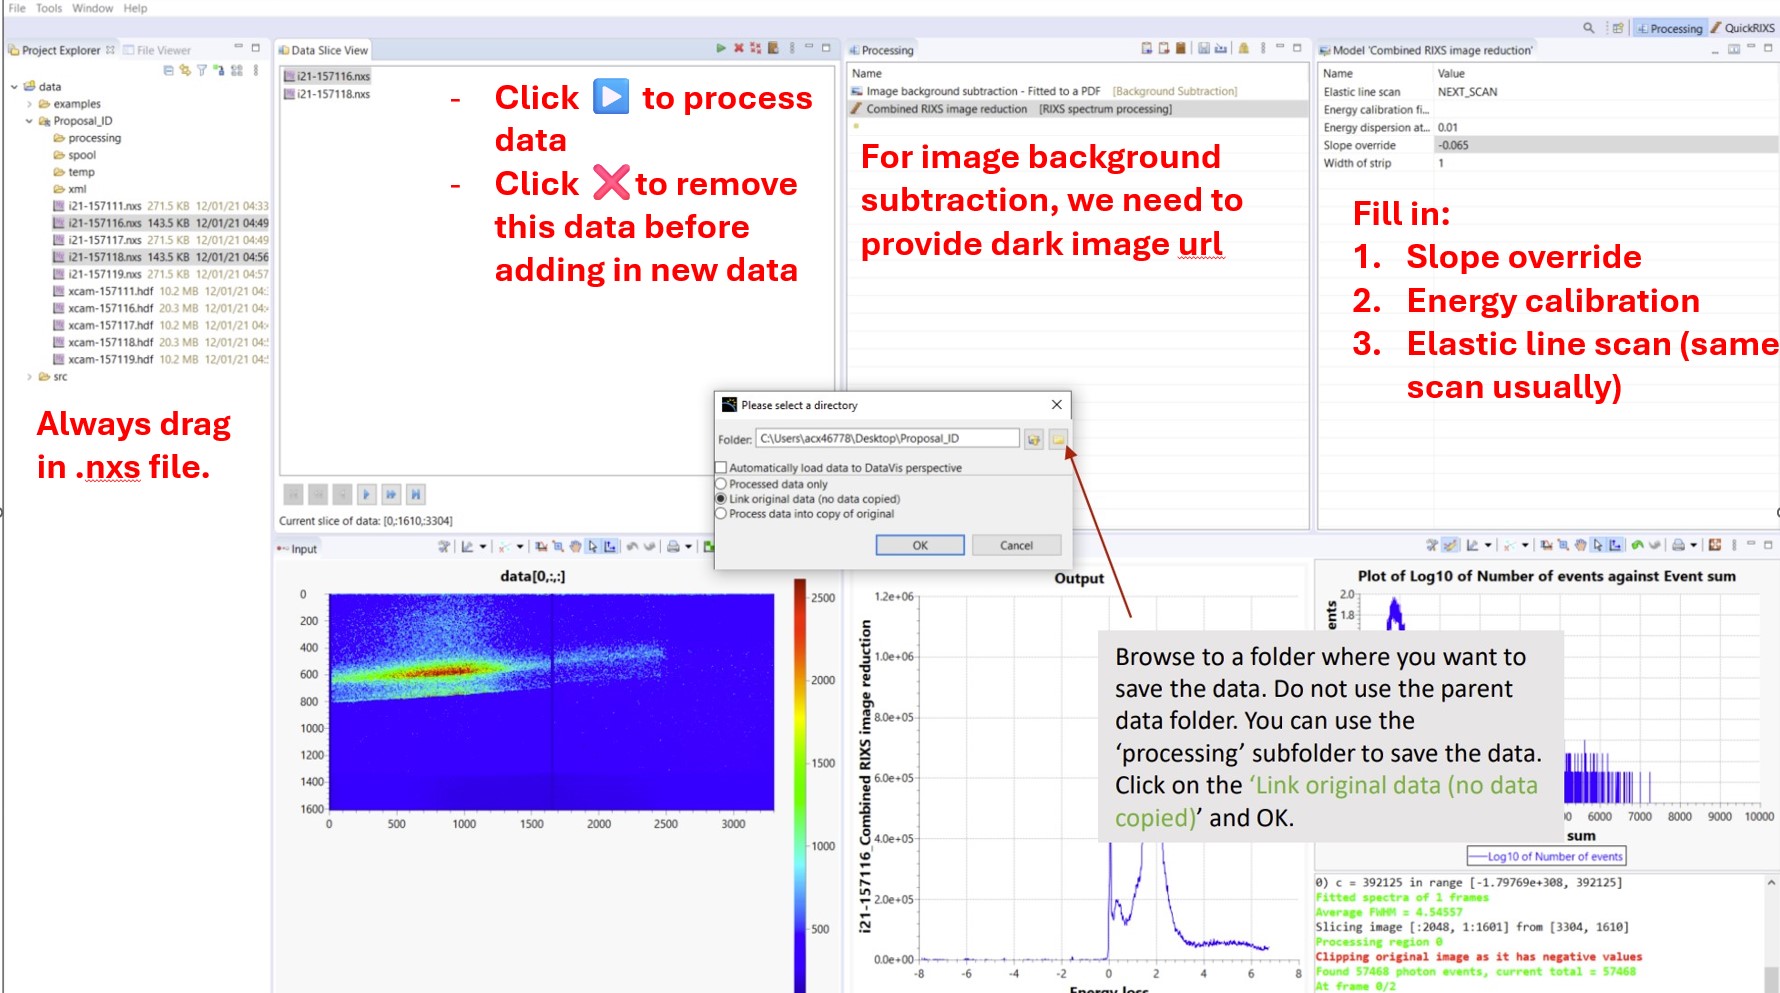 File Tools Window Help
Processing QuickRIXS
Project Explorer File Viewer
data
examples
Proposal_ID
processing
spool
temp
xml
i21-157111.nxs 271.5 KB 12/01/21 04:33
i21-157116.nxs 143.5 KB 12/01/21 04:49
i21-157117.nxs 271.5 KB 12/01/21 04:49
i21-157118.nxs 143.5 KB 12/01/21 04:56
i21-157119.nxs 271.5 KB 12/01/21 04:57
xcam-157111.hdf 10.2 MB 12/01/21 04:
xcam-157116.hdf 20.3 MB 12/01/21 04:
xcam-157117.hdf 10.2 MB 12/01/21 04:
xcam-157118.hdf 20.3 MB 12/01/21 04:
xcam-157119.hdf 10.2 MB 12/01/21 04:
src
Always drag
in .nxs file.
Data Slice View
i21-157116.nxs
i21-157118.nxs
- Click to process
data
- Click to remove
this data before
adding in new data
Current slice of data: [0,:1610,:3304]
Processing
Name
Image background subtraction - Fitted to a PDF [Background Subtraction]
Combined RIXS image reduction [RIXS spectrum processing]
For image background
subtraction, we need to
provide dark image url
Model 'Combined RIXS image reduction'
Name Value
Elastic line scan NEXT_SCAN
Energy calibration fi...
Energy dispersion at... 0.01
Slope override -0.065
Width of strip 1
Fill in:
1. Slope override
2. Energy calibration
3. Elastic line scan (same
scan usually)
Please select a directory
Folder: C:\Users\acx46778\Desktop\Proposal_ID
Automatically load data to DataVis perspective
Processed data only
Link original data (no data copied)
Process data into copy of original
OK Cancel
Input
data[0,:,:]
0
200
400
600
800
1000
1200
1400
1600
0 500 1000 1500 2000 2500 3000
2500
2000
1500
1000
500
Output
i21-157116_Combined RIXS image reduction
1.2e+06
1.0e+06
8.0e+05
6.0e+05
4.0e+05
2.0e+05
0.0e+00
-8 -6 -4 -2 0 2 4 6 8
Energy loss
Browse to a folder where you want to
save the data. Do not use the parent
data folder. You can use the
‘processing’ subfolder to save the data.
Click on the ‘Link original data (no data
copied)’ and OK.
Plot of Log10 of Number of events against Event sum
2.0
1.8
ents
6000 7000 8000 9000 10000
sum
Log10 of Number of events
0) c = 392125 in range [-1.79769e+308, 392125]
Fitted spectra of 1 frames
Average FWHM = 4.54557
Slicing image [:2048, 1:1601] from [3304, 1610]
Processing region 0
Clipping original image as it has negative values
Found 57468 photon events, current total = 57468
At frame 0/2